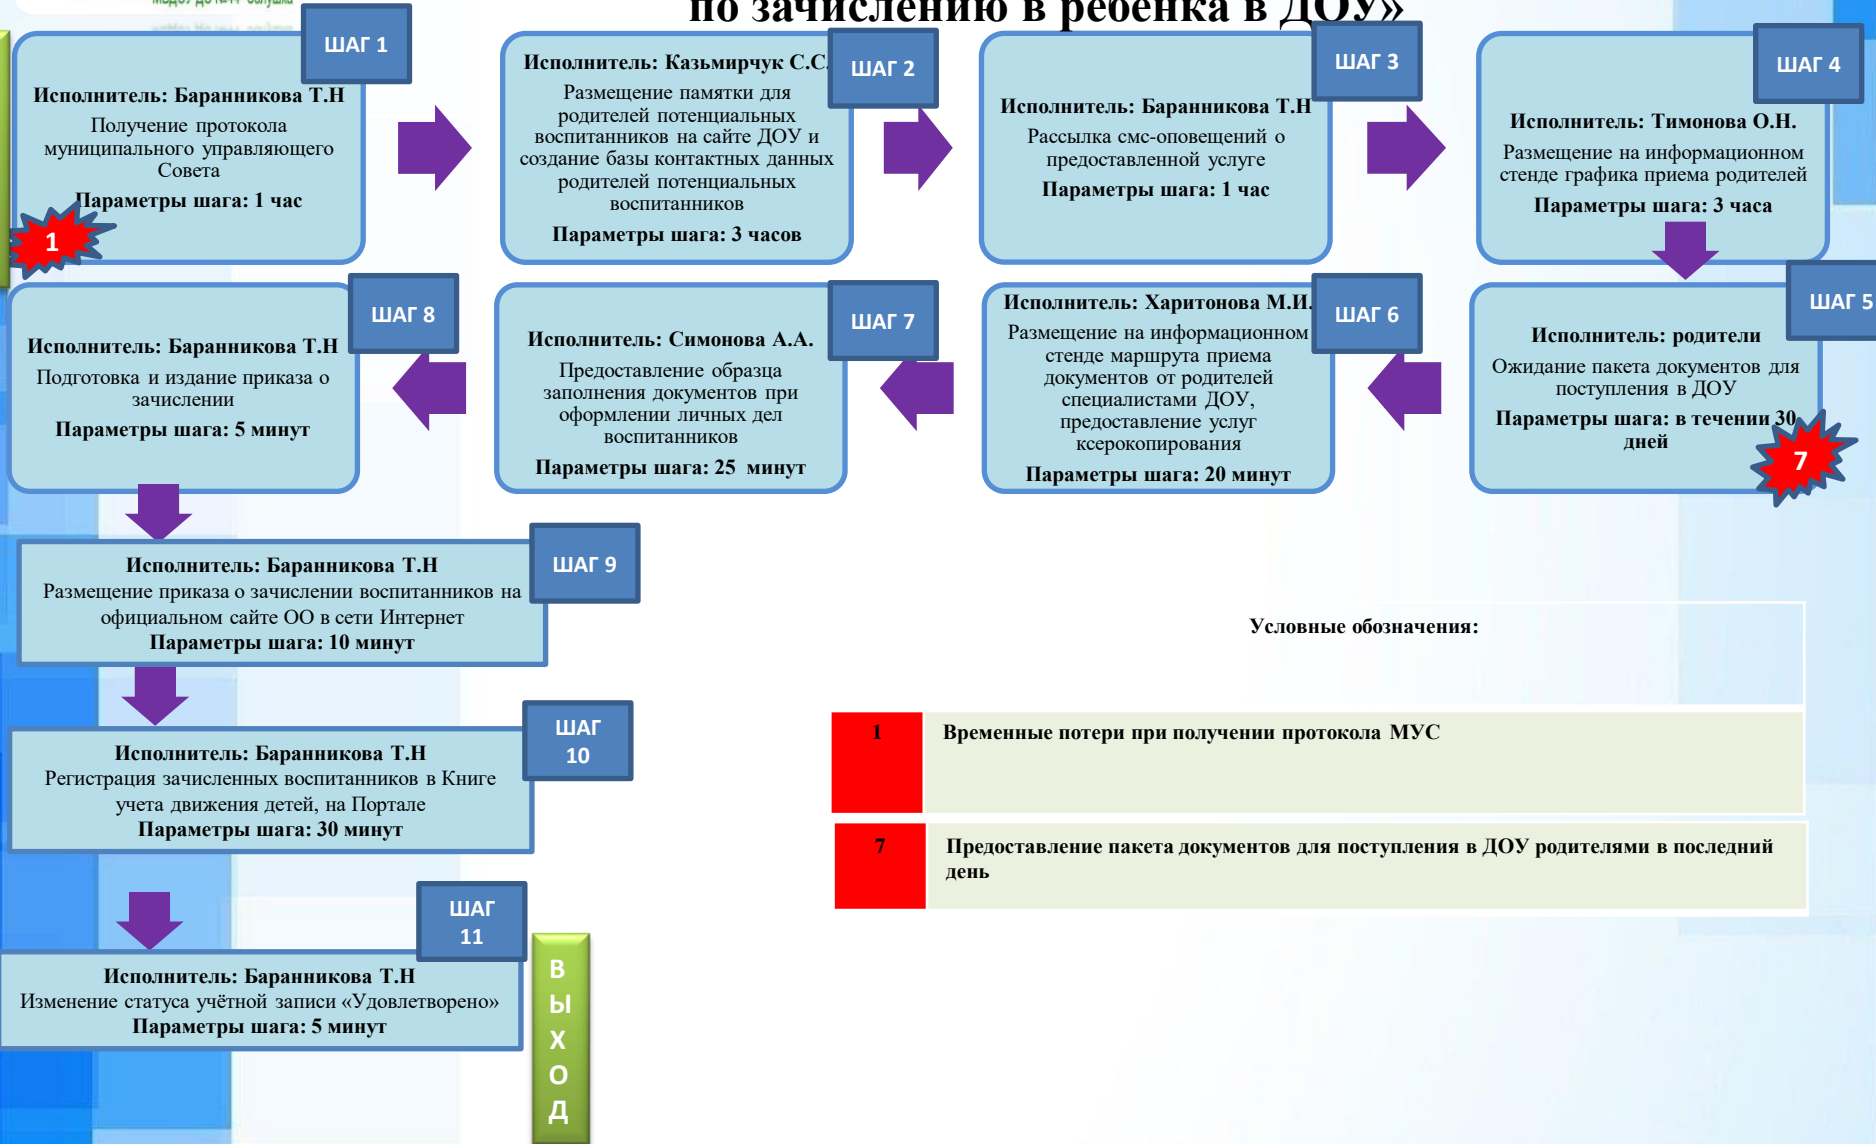 МБДОУ ДС №44 "Золушка"
по зачислению в ребенка в ДОУ»
ШАГ 1
Исполнитель: Баранникова Т.Н
Получение протокола
муниципального управляющего
Совета
Параметры шага: 1 час
1
ШАГ 2
Исполнитель: Казьмирчук С.С.
Размещение памятки для
родителей потенциальных
воспитанников на сайте ДОУ и
создание базы контактных данных
родителей потенциальных
воспитанников
Параметры шага: 3 часов
ШАГ 3
Исполнитель: Баранникова Т.Н
Рассылка смс-оповещений о
предоставленной услуге
Параметры шага: 1 час
ШАГ 4
Исполнитель: Тимонова О.Н.
Размещение на информационном
стенде графика приема родителей
Параметры шага: 3 часа
ШАГ 5
Исполнитель: родители
Ожидание пакета документов для
поступления в ДОУ
Параметры шага: в течении 30
дней
7
ШАГ 6
Исполнитель: Харитонова М.И.
Размещение на информационном
стенде маршрута приема
документов от родителей
специалистами ДОУ,
предоставление услуг
ксерокопирования
Параметры шага: 20 минут
ШАГ 7
Исполнитель: Симонова А.А.
Предоставление образца
заполнения документов при
оформлении личных дел
воспитанников
Параметры шага: 25 минут
ШАГ 8
Исполнитель: Баранникова Т.Н
Подготовка и издание приказа о
зачислении
Параметры шага: 5 минут
ШАГ 9
Исполнитель: Баранникова Т.Н
Размещение приказа о зачислении воспитанников на
официальном сайте ОО в сети Интернет
Параметры шага: 10 минут
ШАГ
10
Исполнитель: Баранникова Т.Н
Регистрация зачисленных воспитанников в Книге
учета движения детей, на Портале
Параметры шага: 30 минут
ШАГ
11
Исполнитель: Баранникова Т.Н
Изменение статуса учётной записи «Удовлетворено»
Параметры шага: 5 минут
В
Ы
Х
О
Д
Условные обозначения:
1
Временные потери при получении протокола МУС
7
Предоставление пакета документов для поступления в ДОУ родителями в последний
день